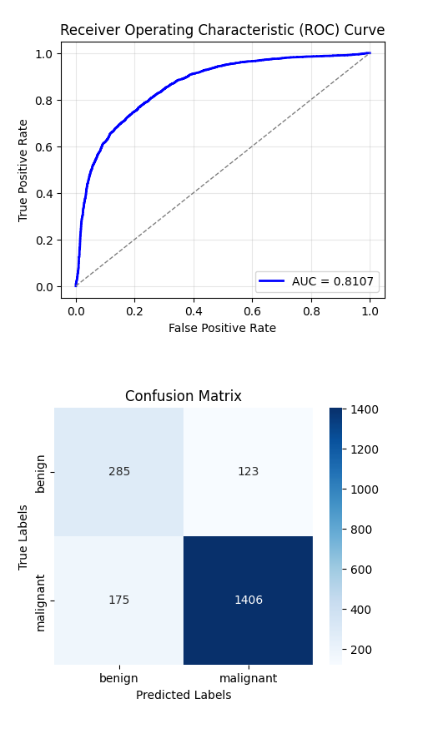 Receiver Operating Characteristic (ROC) Curve
1.0
0.8
0.6
0.4
0.2
0.0
True Positive Rate
AUC = 0.8107
0.0 0.2 0.4 0.6 0.8 1.0
False Positive Rate
Confusion Matrix
True Labels
benign
285 123
malignant
175 1406
benign malignant
Predicted Labels
1400
1200
1000
800
600
400
200